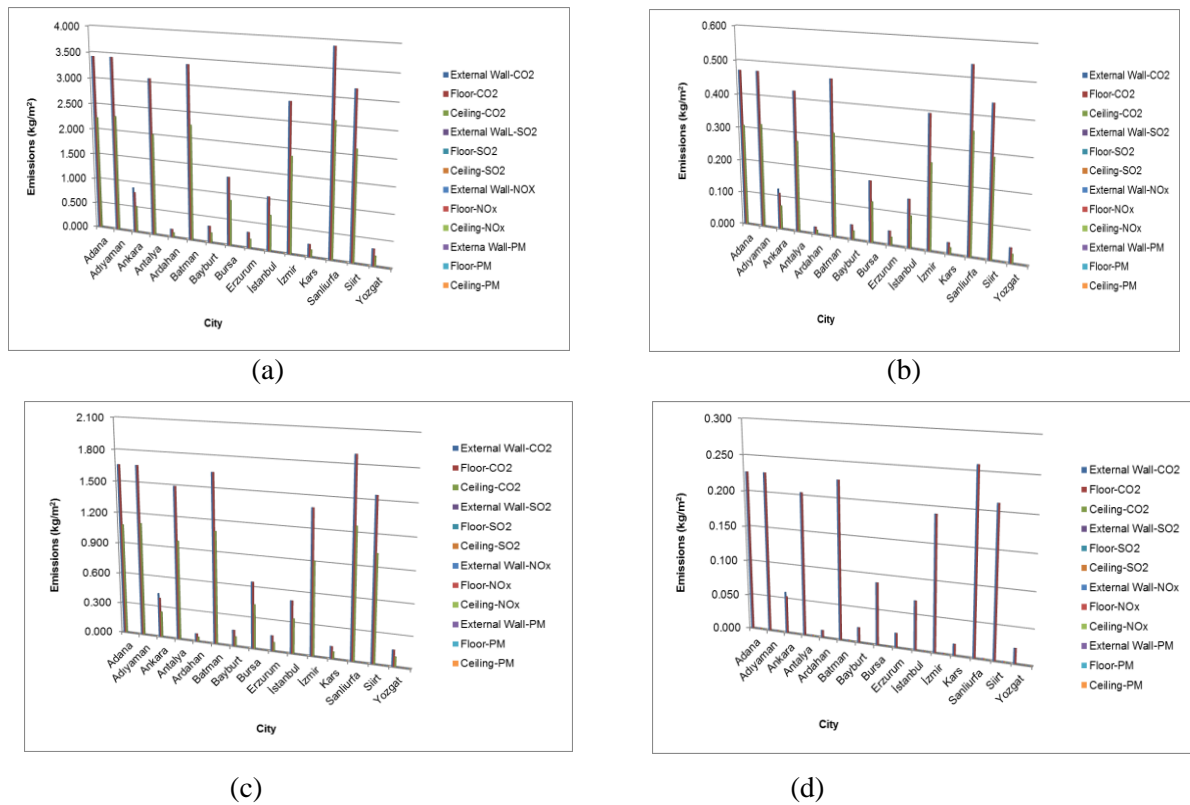 4.000
3.500
3.000
2.500
2.000
1.500
1.000
0.500
0.000
Emissions (kg/m²)
Adana
Adıyaman
Ankara
Antalya
Ardahan
Batman
Bayburt
Bursa
Erzurum
İstanbul
İzmir
Kars
Sanliurfa
Siirt
Yozgat
City
External Wall-CO2
Floor-CO2
Ceiling-CO2
External WalL-SO2
Floor-SO2
Ceiling-SO2
External Wall-NOX
Floor-NOx
Ceiling-NOx
Externa Wall-PM
Floor-PM
Ceiling-PM
(a)
0.600
0.500
0.400
0.300
0.200
0.100
0.000
Emissions (kg/m²)
Adana
Adıyaman
Ankara
Antalya
Ardahan
Batman
Bayburt
Bursa
Erzurum
İstanbul
İzmir
Kars
Sanliurfa
Siirt
Yozgat
City
External Wall-CO2
Floor-CO2
Ceiling-CO2
External Wall-SO2
Floor-SO2
Ceiling-SO2
External Wall-NOx
Floor-NOx
Ceiling-NOx
External Wall-PM
Floor-PM
Ceiling-PM
(b)
2.100
1.800
1.500
1.200
0.900
0.600
0.300
0.000
Emissions (kg/m²)
Adana
Adıyaman
Ankara
Antalya
Ardahan
Batman
Bayburt
Bursa
Erzurum
İstanbul
İzmir
Kars
Sanliurfa
Siirt
Yozgat
City
External Wall-CO2
Floor-CO2
Ceiling-CO2
External Wall-SO2
Floor-SO2
Ceiling-SO2
External Wall-NOx
Floor-NOx
Ceiling-NOx
External Wall-PM
Floor-PM
Ceiling-PM
(c)
0.300
0.250
0.200
0.150
0.100
0.050
0.000
Emissions (kg/m²)
Adana
Adıyaman
Ankara
Antalya
Ardahan
Batman
Bayburt
Bursa
Erzurum
İstanbul
İzmir
Kars
Sanliurfa
Siirt
Yozgat
City
External Wall-CO2
Floor-CO2
Ceiling-CO2
External Wall-SO2
Floor-SO2
Ceiling-SO2
External Wall-NOx
Floor-NOx
Ceiling-NOx
External Wall-PM
Floor-PM
Ceiling-PM
(d)